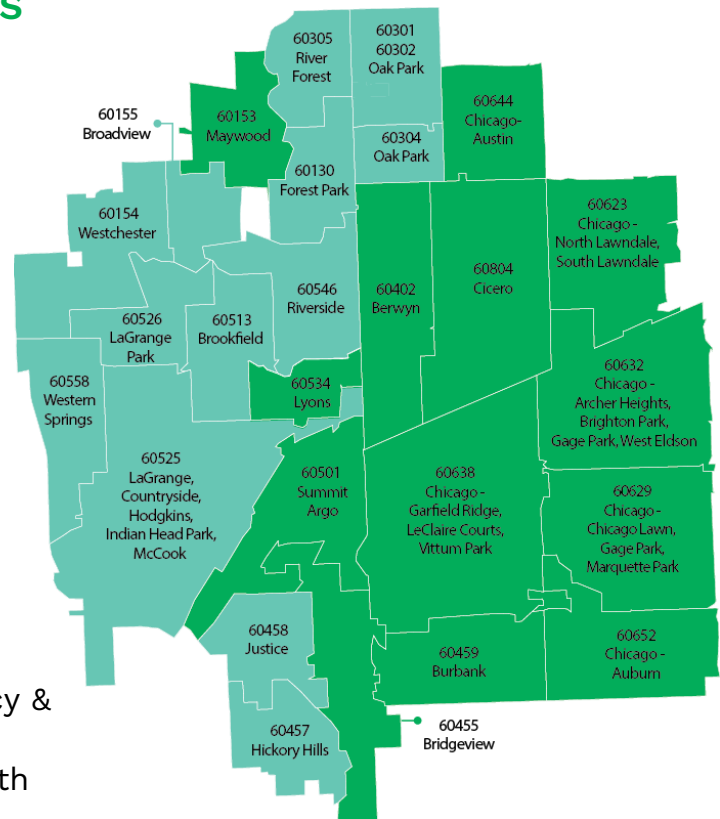 s
60305
River
Forest
60301
60302
Oak Park
60644
Chicago-
Austin
60155
Broadview
60153
Maywood
60304
Oak Park
60130
Forest Park
60154
Westchester
60623
Chicago -
North Lawndale,
South Lawndale
60546
Riverside
60402
Berwyn
60804
Cicero
60526
LaGrange
Park
60513
Brookfield
60558
Western
Springs
60534
Lyons
60632
Chicago -
Archer Heights,
Brighton Park,
Gage Park, West Eldson
60525
LaGrange,
Countryside,
Hodgkins,
Indian Head Park,
McCook
60501
Summit
Argo
60638
Chicago -
Garfield Ridge,
LeClaire Courts,
Vittum Park
60629
Chicago-
Chicago Lawn,
Gage Park,
Marquette Park
60458
Justice
60459
Burbank
60652
Chicago -
Auburn
cy &
60457
Hickory Hills
60455
Bridgeview
th